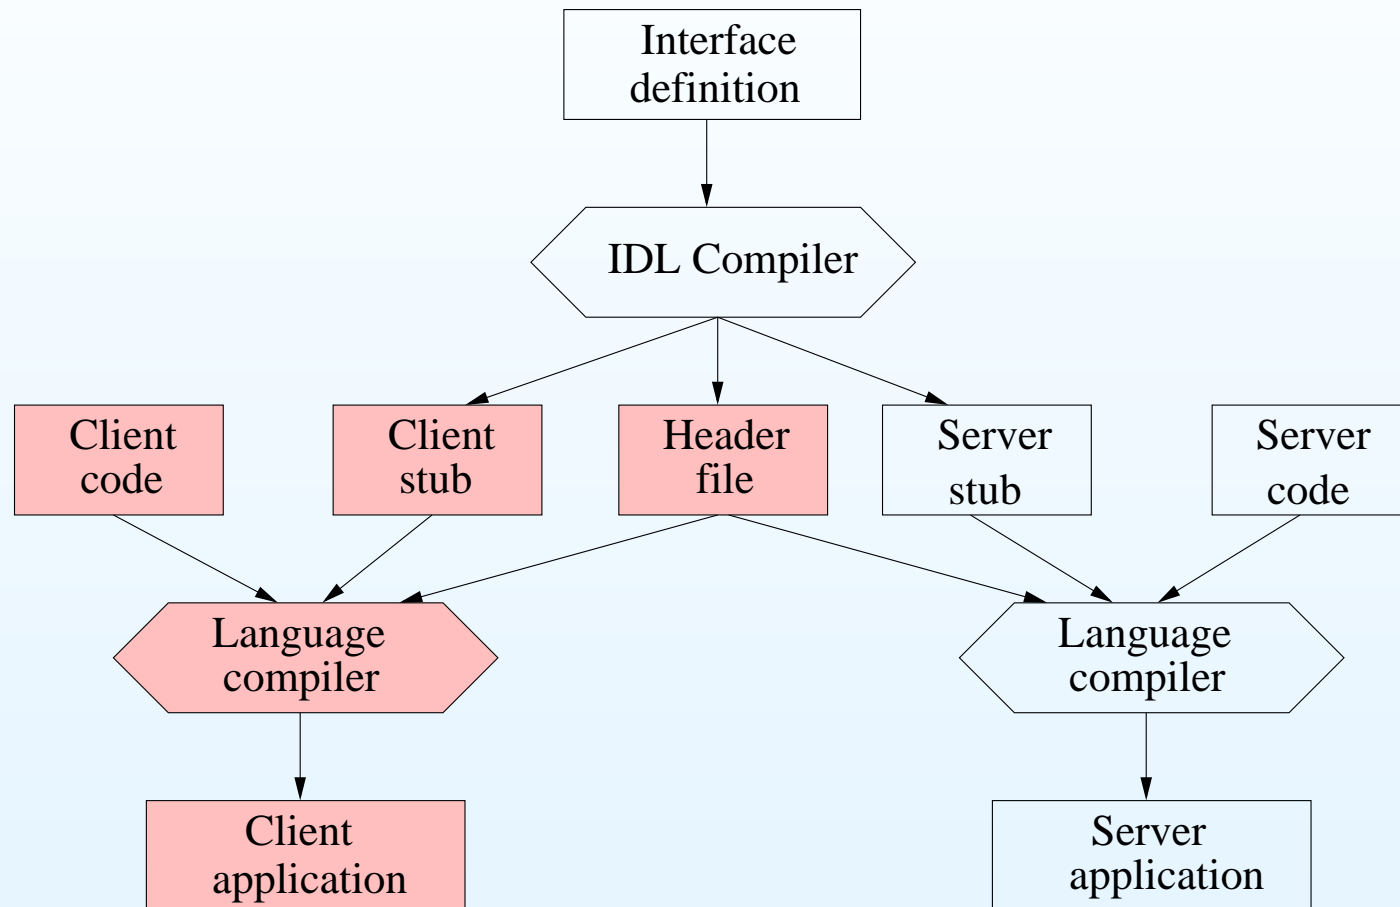 Interface
definition
IDL Compiler
Client
code
Client
stub
Header
file
Server
stub
Server
code
Language
compiler
Language
compiler
Client
application
Server
application